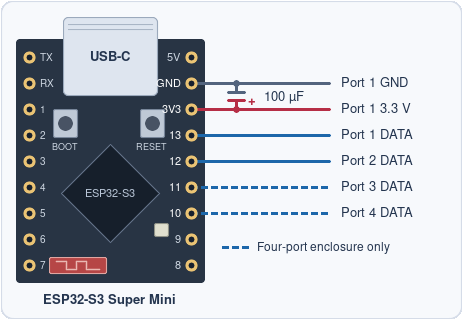 USB-C
TX 5V
RX GND Port 1 GND
+ 100 µF
1 3V3 Port 1 3.3 V
2 13 Port 1 DATA
BOOT RESET
3 12 Port 2 DATA
4 11 Port 3 DATA
ESP32-S3
5 10 Port 4 DATA
6 9 Four-port enclosure only
7 8
ESP32-S3 Super Mini